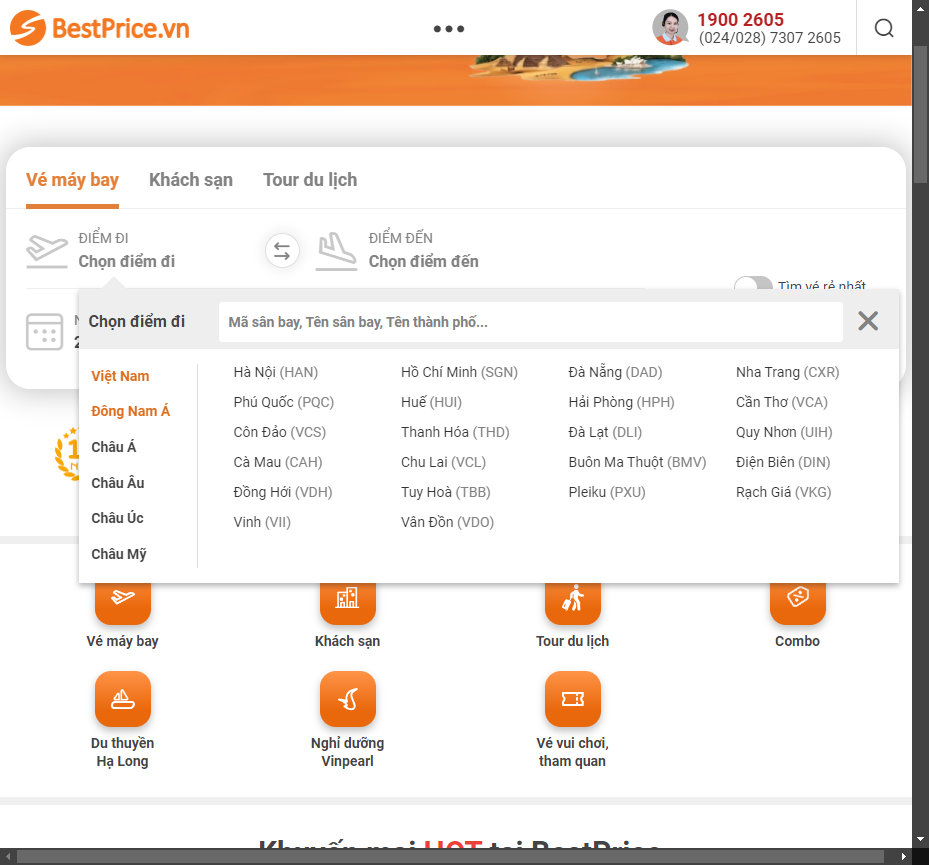 BestPrice.vn
1900 2605
(024/028) 7307 2605
Vé máy bay Khách sạn Tour du lịch
ĐIỂM ĐI
Chọn điểm đi
ĐIỂM ĐẾN
Chọn điểm đến
Tìm vé rẻ nhất
Chọn điểm đi
Mã sân bay, Tên sân bay, Tên thành phố...
Việt Nam
Đông Nam Á
Châu Á
Châu Âu
Châu Úc
Châu Mỹ
Hà Nội (HAN) Hồ Chí Minh (SGN) Đà Nẵng (DAD) Nha Trang (CXR)
Phú Quốc (PQC) Huế (HUI) Hải Phòng (HPH) Cần Thơ (VCA)
Côn Đảo (VCS) Thanh Hóa (THD) Đà Lạt (DLI) Quy Nhơn (UIH)
Cà Mau (CAH) Chu Lai (VCL) Buôn Ma Thuột (BMV) Điện Biên (DIN)
Đồng Hới (VDH) Tuy Hoà (TBB) Pleiku (PXU) Rạch Giá (VKG)
Vinh (VII) Vân Đồn (VDO)
Vé máy bay
Khách sạn
Tour du lịch
Combo
Du thuyền
Hạ Long
Nghỉ dưỡng
Vinpearl
Vé vui chơi,
tham quan
Khuyến mại HOT tại BestPrice